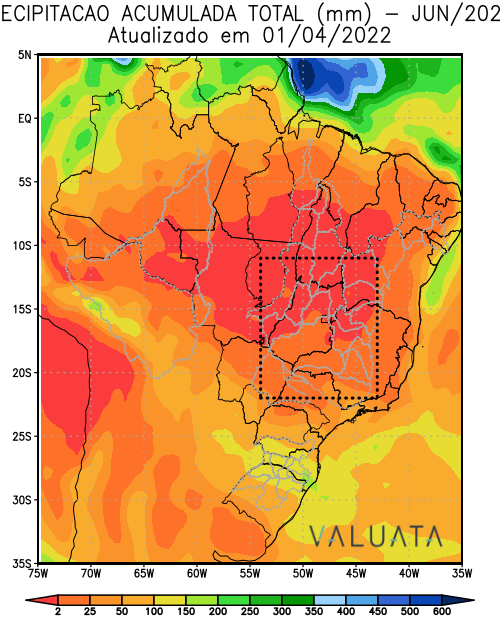 ECIPITACAO ACUMULADA TOTAL (mm) – JUN/202
Atualizado em 01/04/2022
5N
EQ
5S
10S
15S
20S
25S
30S
35S
VALUATA
75W 70W 65W 60W 55W 50W 45W 40W 35W
2 25 50 100 150 200 250 300 350 400 450 500 600